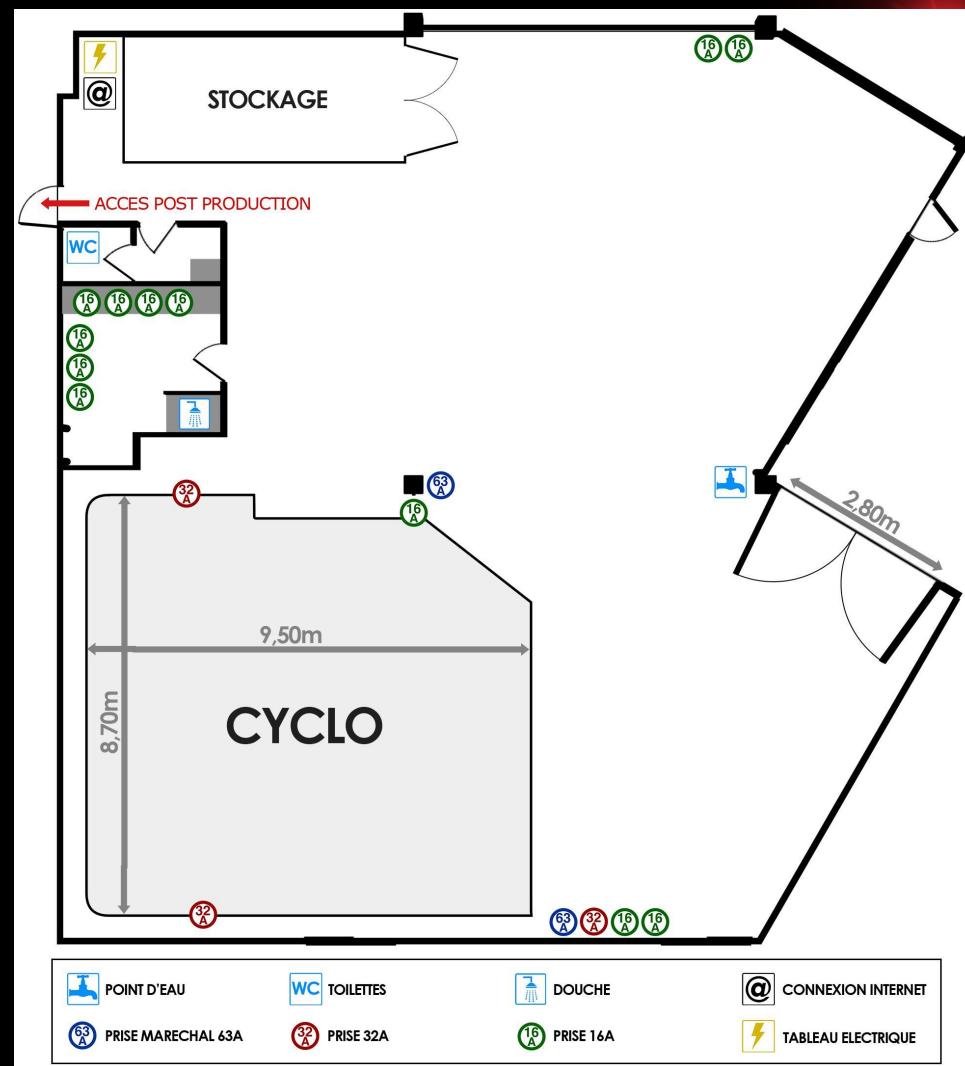 @
STOCKAGE
16 A
16 A
ACCES POST PRODUCTION
WC
16 A
16 A
16 A
16 A
16 A
16 A
16 A
32 A
63 A
16 A
2,80m
9,50m
8,70m
CYCLO
32 A
63 A
32 A
16 A
16 A
POINT D'EAU
WC TOILETTES
DOUCHE
@ CONNEXION INTERNET
63 A PRISE MARECHAL 63A
32 A PRISE 32A
16 A PRISE 16A
TABLEAU ELECTRIQUE